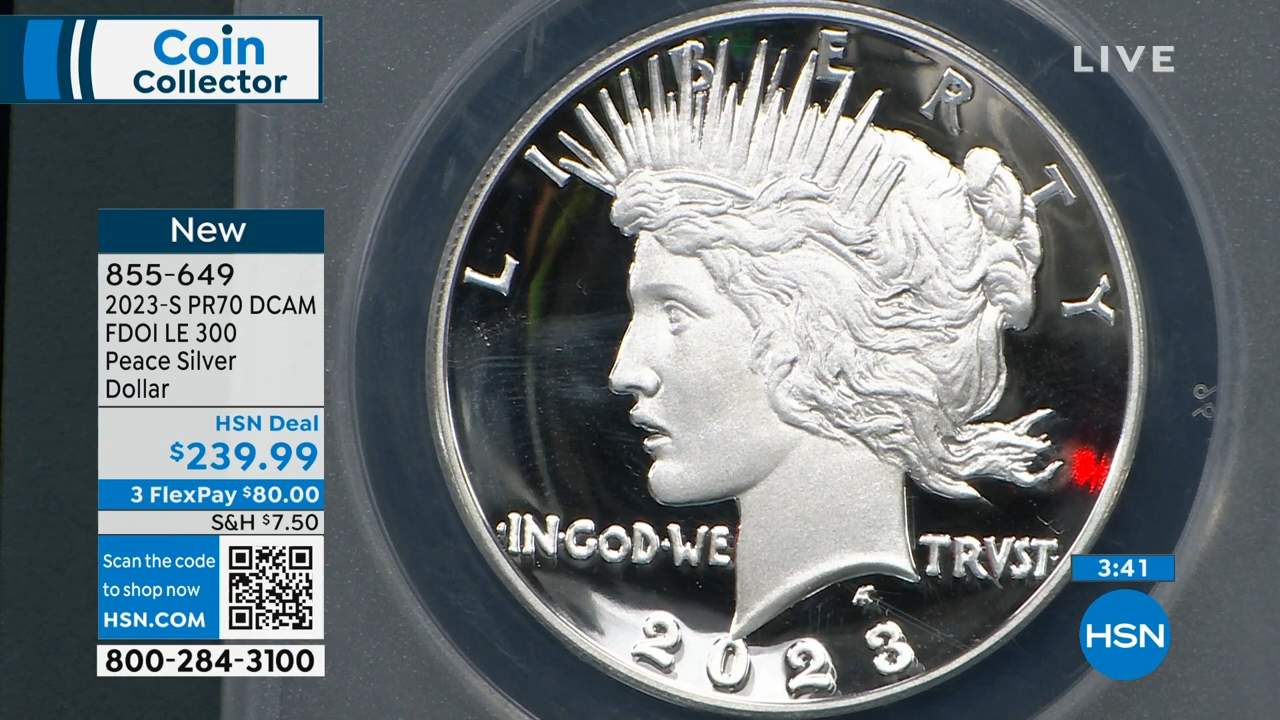 Coin
Collector
LIVE
New
855-649
2023-S PR70 DCAM
FDOI LE 300
Peace Silver
Dollar
HSN Deal
$239.99
3 FlexPay $80.00
S&H $7.50
Scan the code
to shop now
HSN.COM
800-284-3100
LIBERTY
IN·GOD·WE TRVST·
2023
3:41
HSN